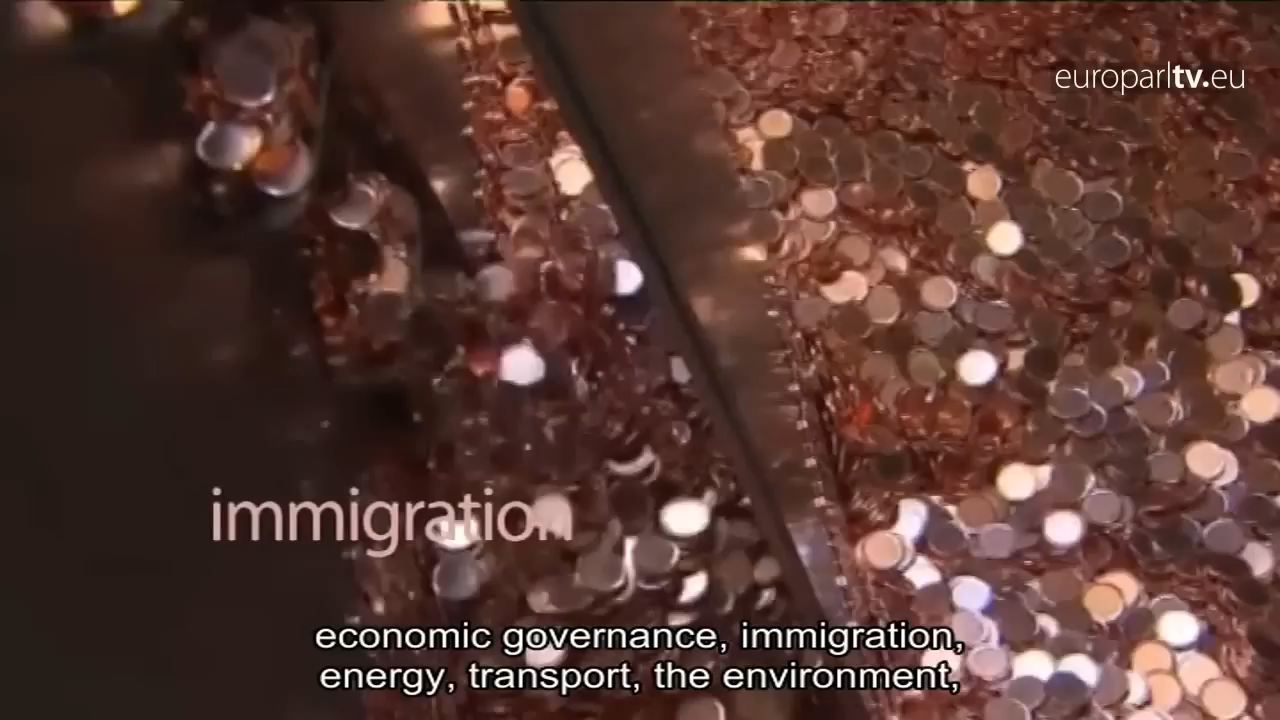 europarltv.eu
immigration
economic governance, immigration,
energy, transport, the environment,